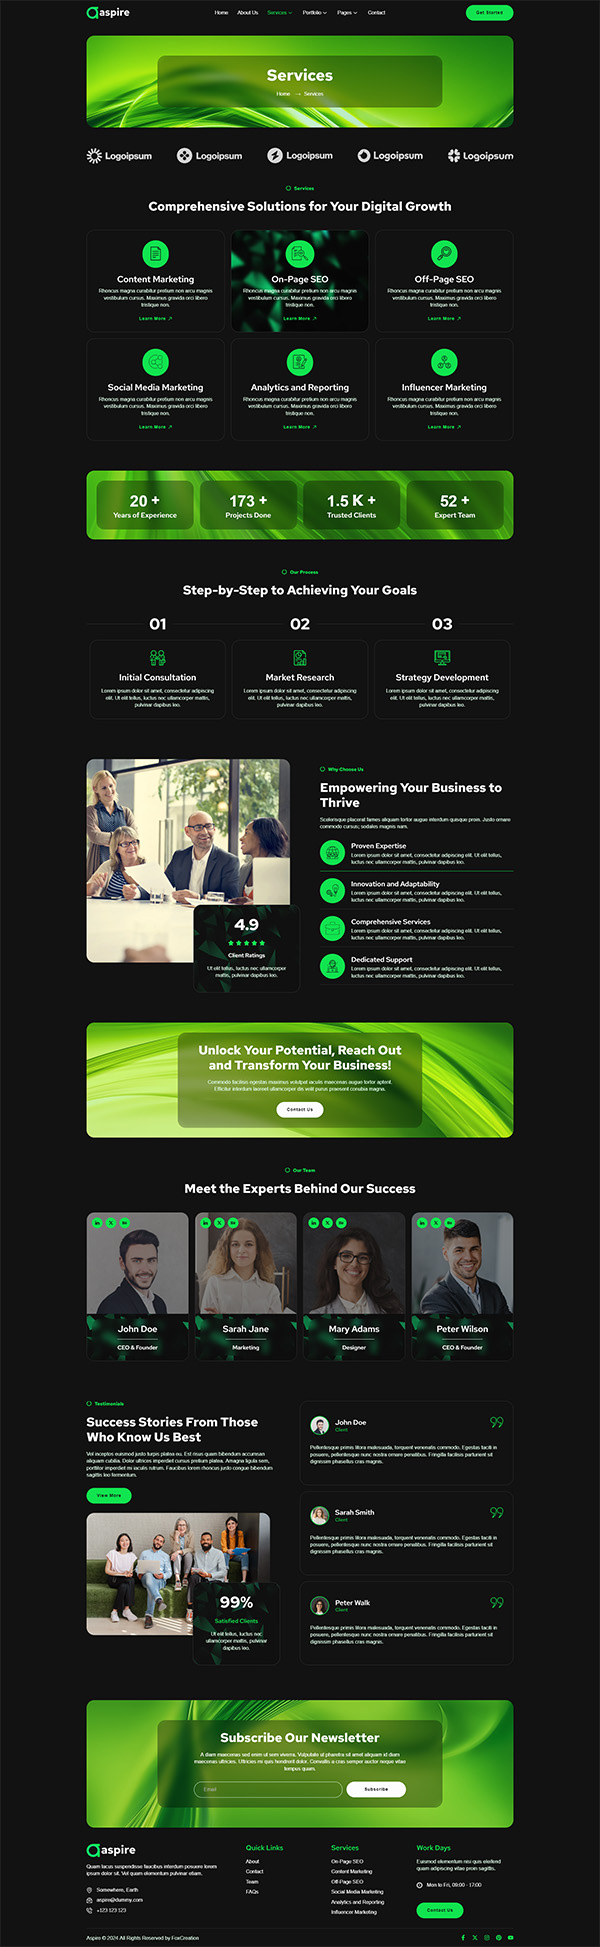 aspire
Home About Us Services Portfolio Pages Contact
Get Started
Services
Home → Services
Logoipsum Logoipsum Logoipsum Logoipsum Logoipsum
Services
Comprehensive Solutions for Your Digital Growth
Content Marketing
Rhoncus magna curabitur pretium non arcu magnis
vestibulum cursus. Maximus gravida orci libero
tristique non.
Learn More
On-Page SEO
Rhoncus magna curabitur pretium non arcu magnis
vestibulum cursus. Maximus gravida orci libero
tristique non.
Learn More
Off-Page SEO
Rhoncus magna curabitur pretium non arcu magnis
vestibulum cursus. Maximus gravida orci libero
tristique non.
Learn More
Social Media Marketing
Rhoncus magna curabitur pretium non arcu magnis
vestibulum cursus. Maximus gravida orci libero
tristique non.
Learn More
Analytics and Reporting
Rhoncus magna curabitur pretium non arcu magnis
vestibulum cursus. Maximus gravida orci libero
tristique non.
Learn More
Influencer Marketing
Rhoncus magna curabitur pretium non arcu magnis
vestibulum cursus. Maximus gravida orci libero
tristique non.
Learn More
20 +
Years of Experience
173 +
Projects Done
1.5 K +
Trusted Clients
52 +
Expert Team
Our Process
Step-by-Step to Achieving Your Goals
01
Initial Consultation
Lorem ipsum dolor sit amet, consectetur adipiscing
elit. Ut elit tellus, luctus nec ullamcorper mattis,
pulvinar dapibus leo.
02
Market Research
Lorem ipsum dolor sit amet, consectetur adipiscing
elit. Ut elit tellus, luctus nec ullamcorper mattis,
pulvinar dapibus leo.
03
Strategy Development
Lorem ipsum dolor sit amet, consectetur adipiscing
elit. Ut elit tellus, luctus nec ullamcorper mattis,
pulvinar dapibus leo.
4.9
Client Ratings
Ut elit tellus, luctus nec ullamcorper
mattis, pulvinar dapibus leo.
Why Choose Us
Empowering Your Business to
Thrive
Scelerisque placerat fames aliquam tortor augue interdum quisque proin. Justo ornare
commodo cursus; sodales magnis nam.
Proven Expertise
Lorem ipsum dolor sit amet, consectetur adipiscing elit. Ut elit tellus,
luctus nec ullamcorper mattis, pulvinar dapibus leo.
Innovation and Adaptability
Lorem ipsum dolor sit amet, consectetur adipiscing elit. Ut elit tellus,
luctus nec ullamcorper mattis, pulvinar dapibus leo.
Comprehensive Services
Lorem ipsum dolor sit amet, consectetur adipiscing elit. Ut elit tellus,
luctus nec ullamcorper mattis, pulvinar dapibus leo.
Dedicated Support
Lorem ipsum dolor sit amet, consectetur adipiscing elit. Ut elit tellus,
luctus nec ullamcorper mattis, pulvinar dapibus leo.
Unlock Your Potential, Reach Out
and Transform Your Business!
Commodo facilisis egestas maximus volutpat iaculis maecenas augue tortor aptent.
Efficitur interdum laoreet ullamcorper dis velit purus praesent conubia magna.
Contact Us
Our Team
Meet the Experts Behind Our Success
John Doe
CEO & Founder
Sarah Jane
Marketing
Mary Adams
Designer
Peter Wilson
CEO & Founder
Testimonials
Success Stories From Those
Who Know Us Best
Vel inceptos euismod justo turpis platea eu. Est risus quam bibendum accumsan
aliquam cubilia. Dolor ultrices imperdiet cursus pretium platea. Amagna ligula sem,
porttitor imperdiet mi iaculis rutrum. Faucibus lorem rhoncus justo congue bibendum
sagittis leo fermentum.
View More
99%
Satisfied Clients
Ut elit tellus, luctus nec
ullamcorper mattis, pulvinar
dapibus leo.
John Doe
Client
Pellentesque primis litora malesuada, torquent venenatis commodo. Egestas taciti in
posuere, pellentesque nunc nostra ornare penatibus. Fringilla facilisis parturient sit
dignissim phasellus cras magnis.
Sarah Smith
Client
Pellentesque primis litora malesuada, torquent venenatis commodo. Egestas taciti in
posuere, pellentesque nunc nostra ornare penatibus. Fringilla facilisis parturient sit
dignissim phasellus cras magnis.
Peter Walk
Client
Pellentesque primis litora malesuada, torquent venenatis commodo. Egestas taciti in
posuere, pellentesque nunc nostra ornare penatibus. Fringilla facilisis parturient sit
dignissim phasellus cras magnis.
Subscribe Our Newsletter
A diam maecenas sed enim ut sem viverra. Vulputate ut pharetra sit amet aliquam id diam
maecenas ultricies. Ultricies mi quis hendrerit dolor. Convallis a cras semper auctor neque vitae
tempus quam.
Email
Subscribe
aspire
Quam lacus suspendisse faucibus interdum posuere lorem
ipsum dolor sit. Vel quam elementum pulvinar etiam.
Somewhere, Earth
aspire@dummy.com
+123 123 123
Quick Links
About
Contact
Team
FAQs
Services
On-Page SEO
Content Marketing
Off-Page SEO
Social Media Marketing
Analytics and Reporting
Influencer Marketing
Work Days
Euismod elementum nisi quis eleifend
quam adipiscing vitae proin sagittis.
Mon to Fri, 09:00 - 17:00
Contact Us
Aspire © 2024 All Rights Reserved by FoxCreation